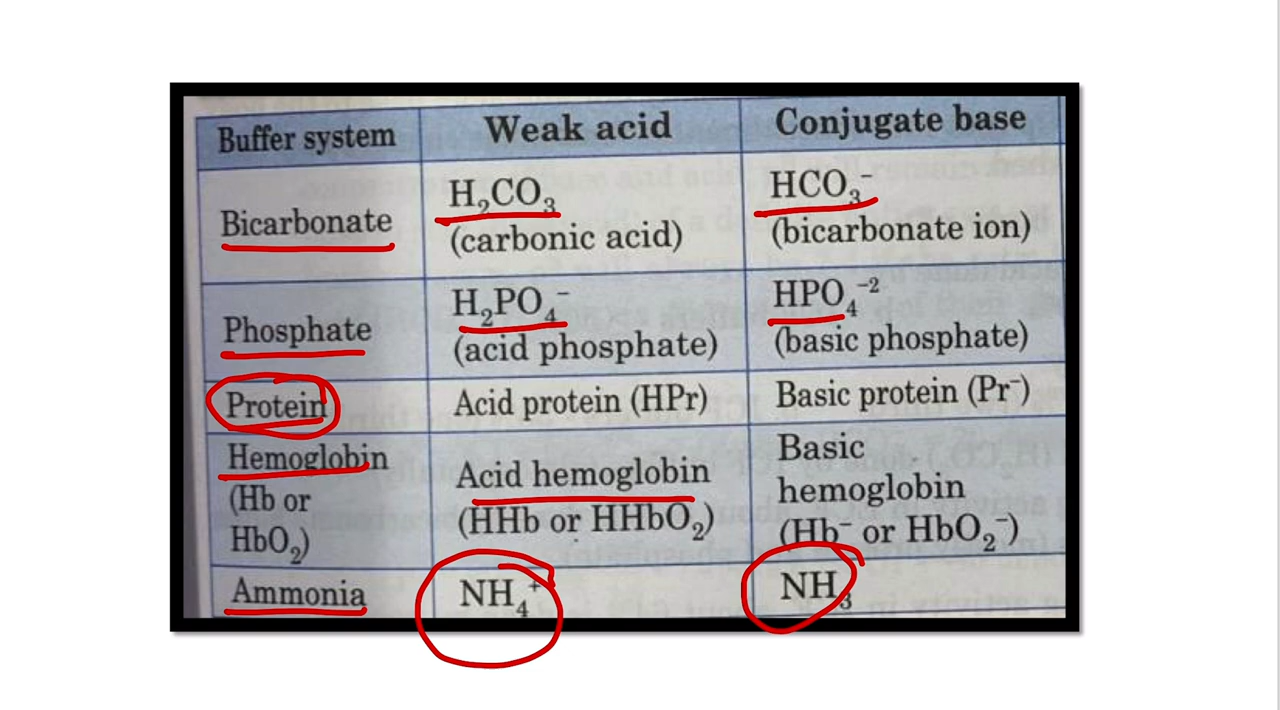 Buffer system Weak acid Conjugate base
Bicarbonate H₂CO₃ HCO₃⁻
(carbonic acid) (bicarbonate ion)
Phosphate H₂PO₄⁻ HPO₄⁻²
(acid phosphate) (basic phosphate)
Protein Acid protein (HPr) Basic protein (Pr⁻)
Hemoglobin Acid hemoglobin Basic
(Hb or (HHb or HHbO₂) hemoglobin
HbO₂) (Hb⁻ or HbO₂⁻)
Ammonia NH₄⁺ NH₃